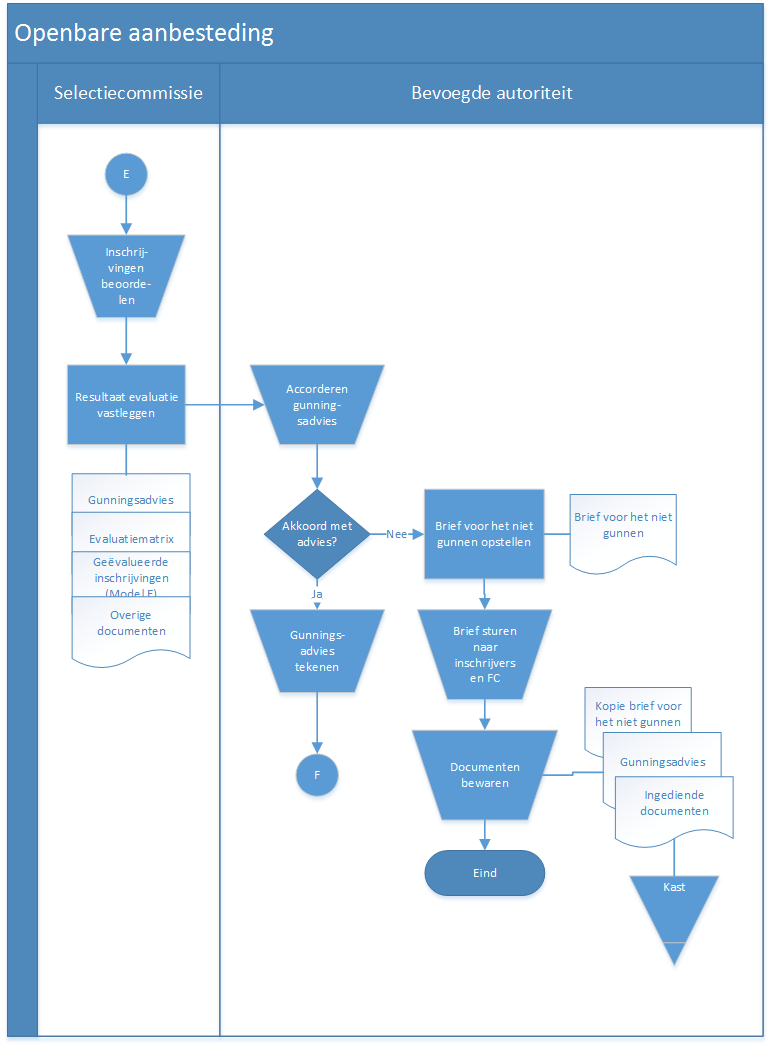 Openbare aanbesteding
Selectiecommissie
Bevoegde autoriteit
E
Inschrij-
vingen
beoorde-
len
Resultaat evaluatie
vastleggen
Gunningsadvies
Evaluatiematrix
Geëvalueerde
inschrijvingen
(Model F)
Overige
documenten
Accorderen
gunning-
sadvies
Akkoord met
advies?
Nee
Ja
Gunnings-
advies
tekenen
F
Brief voor het niet
gunnen opstellen
Brief voor het niet
gunnen
Brief sturen
naar
inschrijvers
en FC
Documenten
bewaren
Kopie brief voor
het niet gunnen
Gunningsadvies
Ingediende
documenten
Kast
Eind